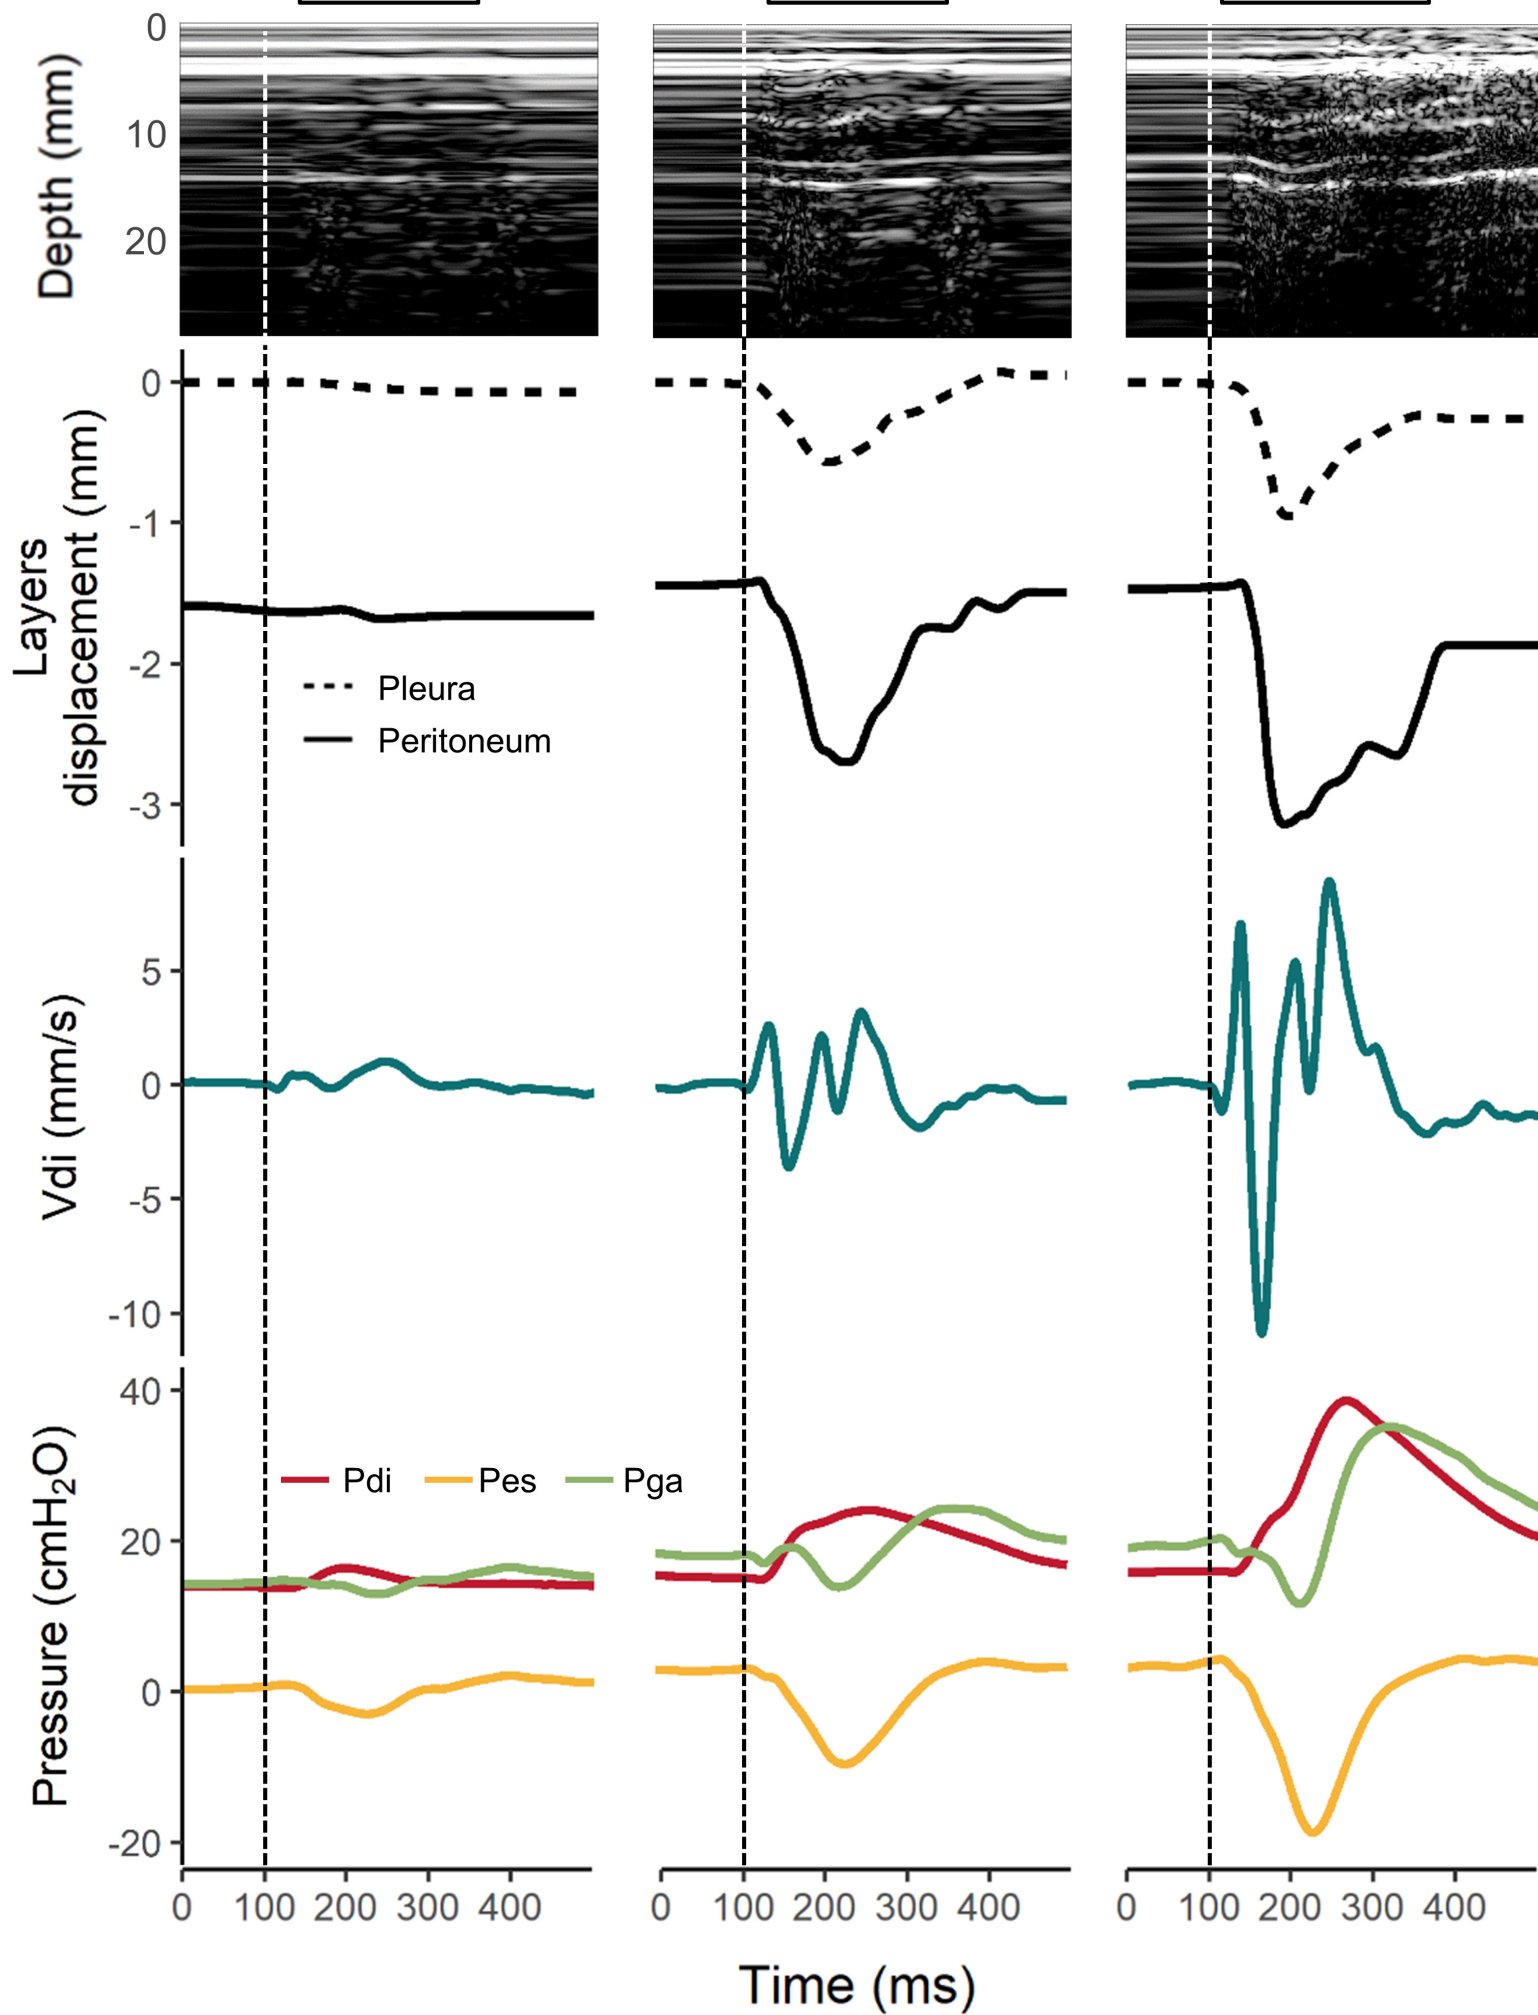 0
10
20
Depth (mm)
0
-1
-2
-3
Layers
displacement (mm)
Pleura
Peritoneum
5
0
-5
-10
Vdi (mm/s)
40
20
0
-20
Pressure (cmH₂O)
Pdi Pes Pga
0 100 200 300 400 0 100 200 300 400 0 100 200 300 400
Time (ms)